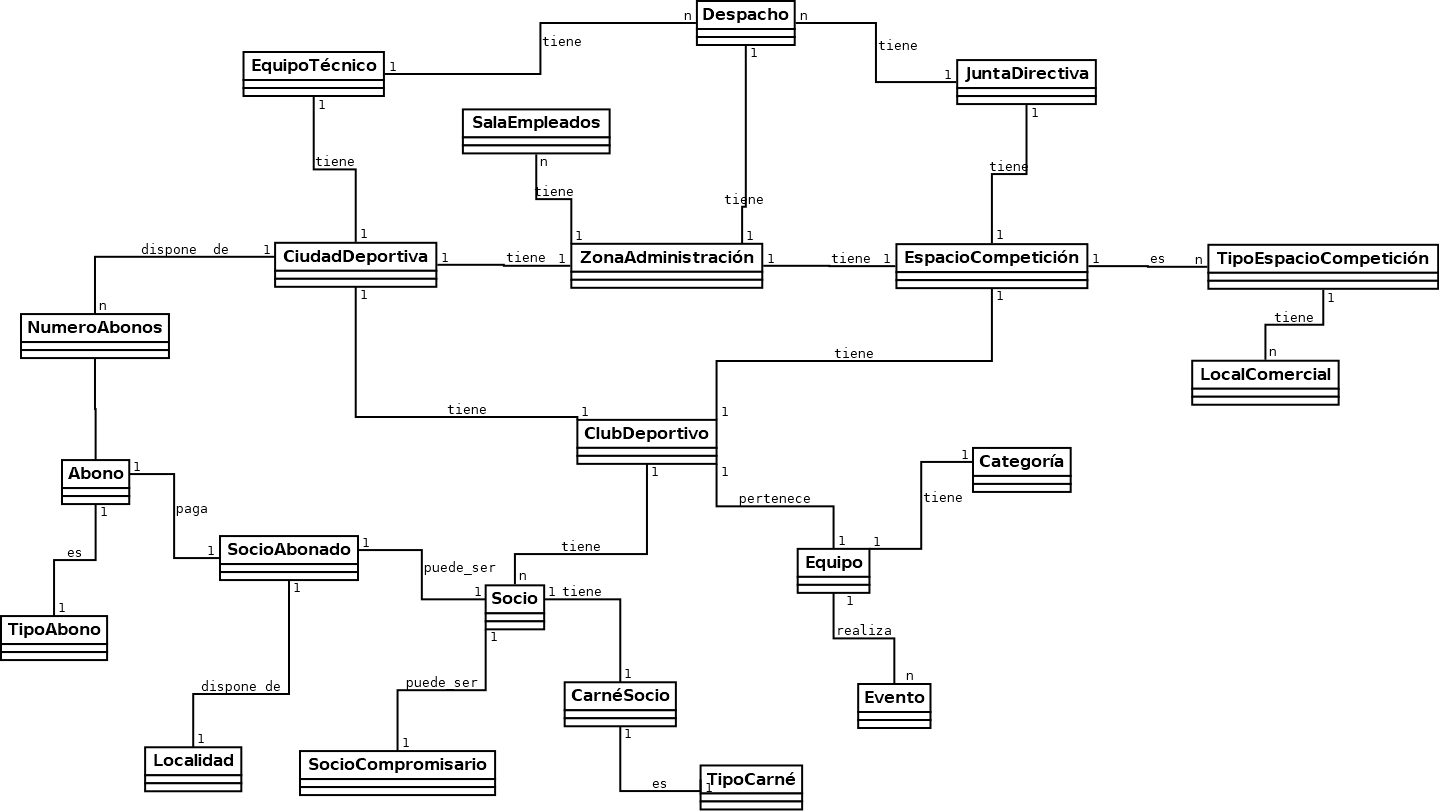 n Despacho n
tiene
tiene
EquipoTécnico 1
1 JuntaDirectiva
1
1
1
SalaEmpleados
n
tiene
tiene
tiene
tiene
1
1
1
1
dispone de 1
CiudadDeportiva 1
tiene
1 ZonaAdministración 1
tiene
1 EspacioCompetición 1
es
n TipoEspacioCompetición
1
1
1
n
NumeroAbonos
tiene
n
LocalComercial
tiene
tiene
1
1
ClubDeportivo
1
1
1 Categoría
Abono 1
1
paga
es
pertenece
tiene
1
1
Equipo
1
1 SocioAbonado 1
1
puede_ser
tiene
n
1 Socio 1 tiene
1
1
TipoAbono
realiza
n
Evento
dispone de
puede_ser
1
CarnéSocio
1
1
Localidad
1
SocioCompromisario
es
1
TipoCarné